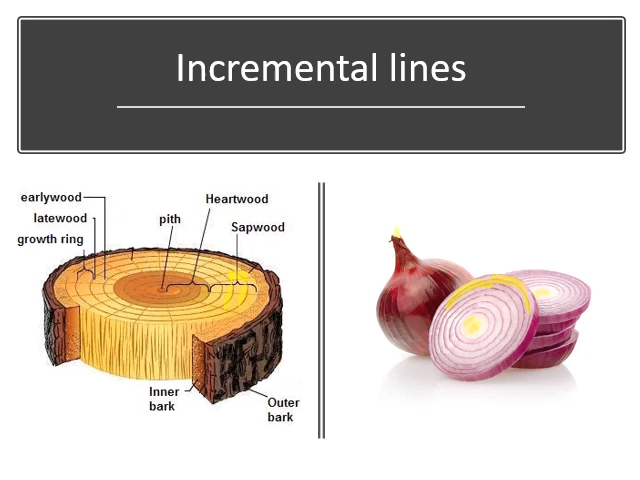 Incremental lines
earlywood
latewood
growth ring
pith
Heartwood
Sapwood
Inner
bark
Outer
bark